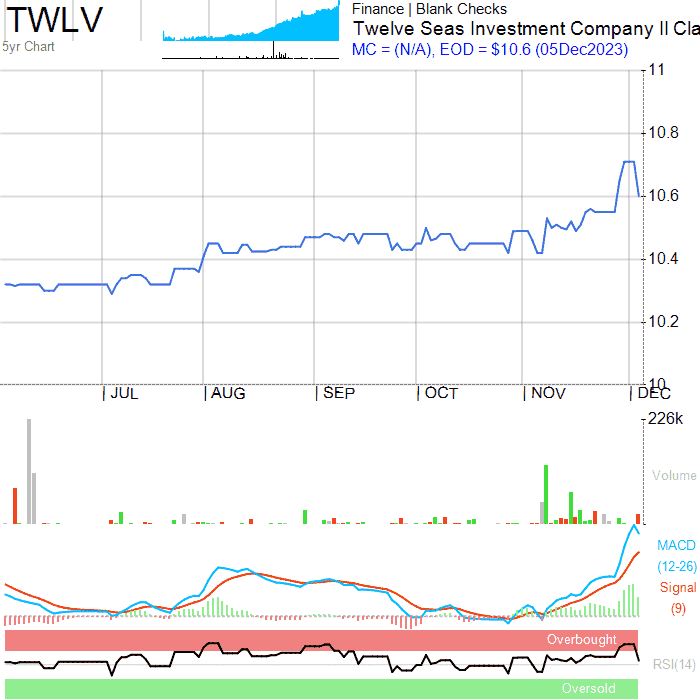 TWLV
5yr Chart
Finance | Blank Checks
Twelve Seas Investment Company II Cla
MC = (N/A), EOD = $10.6 (05Dec2023)
11
10.8
10.6
10.4
10.2
10
| JUL | AUG | SEP | OCT | NOV | DEC
226k
Volume
MACD
(12-26)
Signal
(9)
Overbought
RSI(14)
Oversold